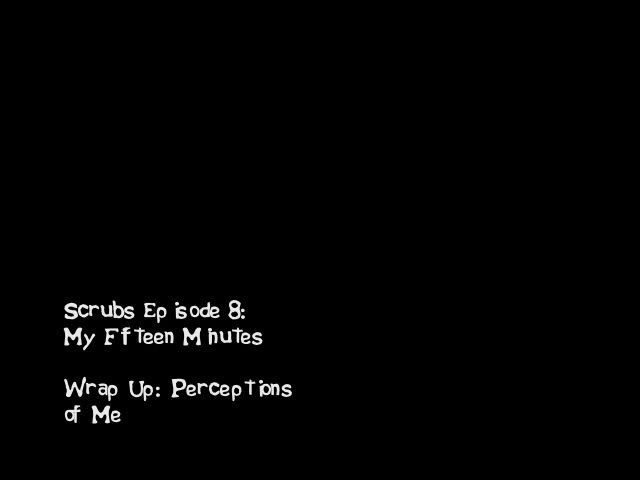 Scrubs Episode 8:
My Fifteen Minutes
Wrap Up: Perceptions
of Me